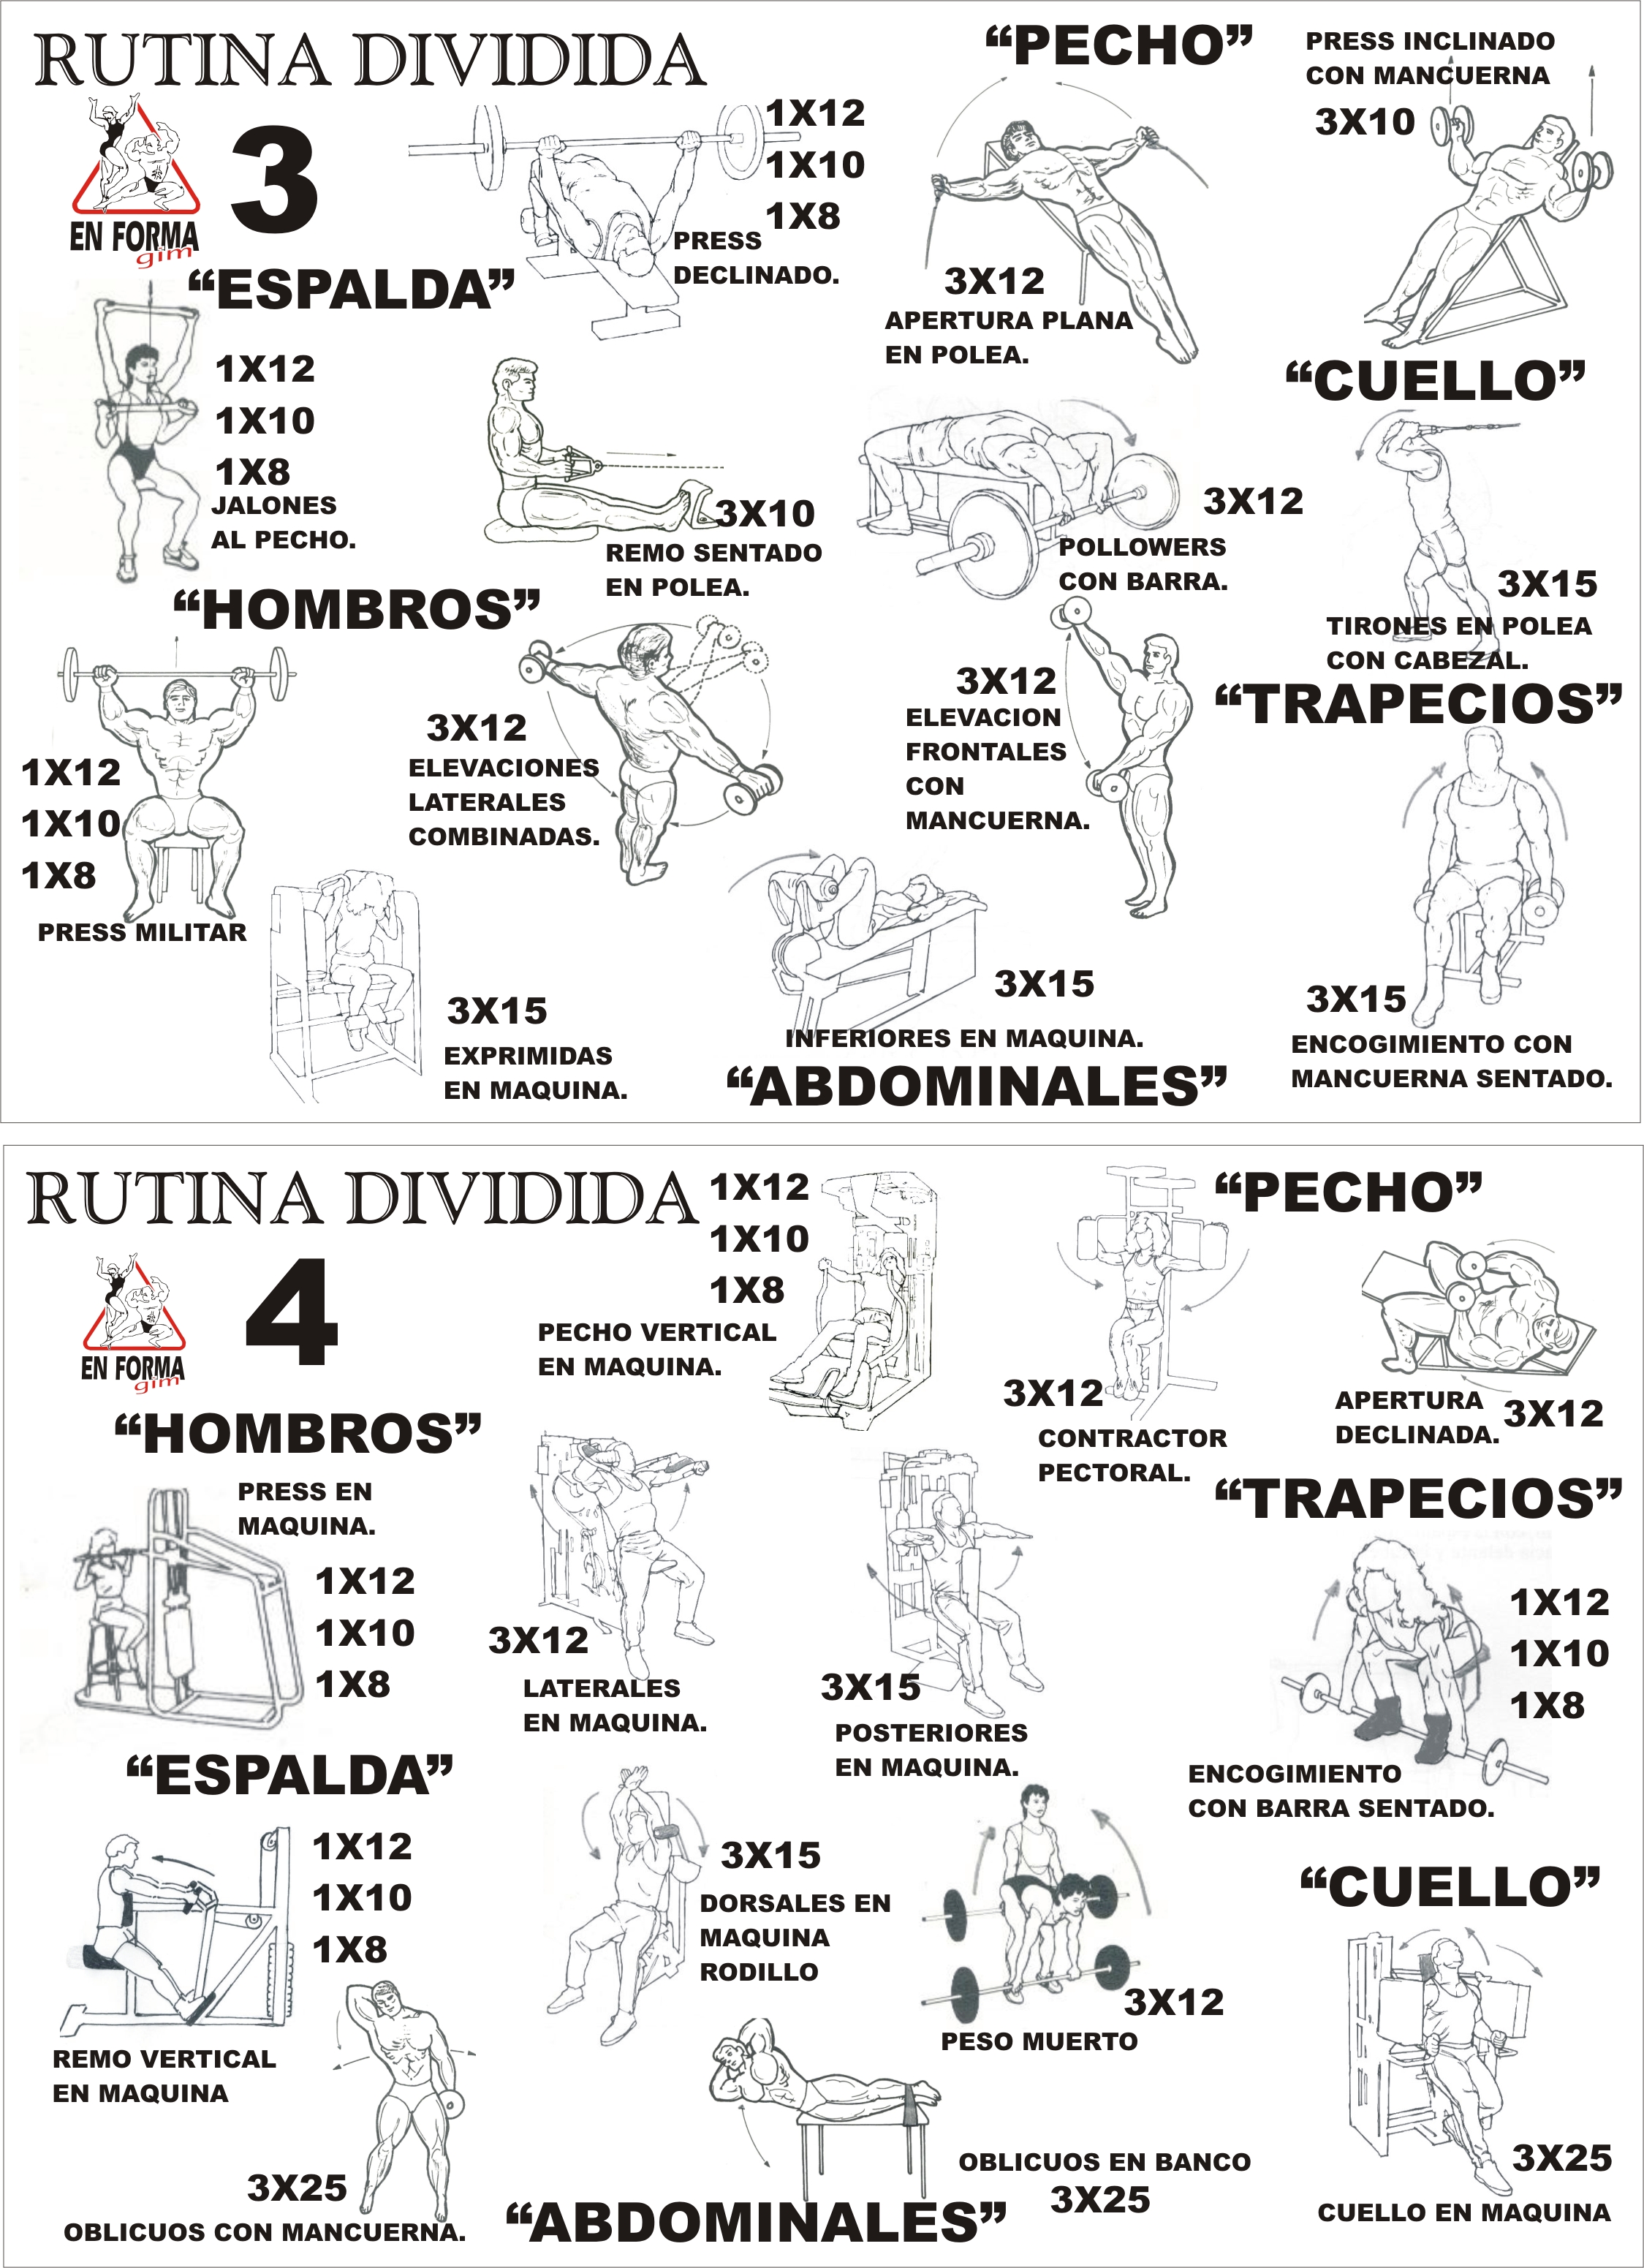 RUTINA DIVIDIDA
3
EN FORMA
gim
1X12
1X10
1X8
PRESS
DECLINADO.
“PECHO”
3X12
APERTURA PLANA
EN POLEA.
PRESS INCLINADO
CON MANCUERNA
3X10
“ESPALDA”
1X12
1X10
1X8
JALONES
AL PECHO.
3X10
REMO SENTADO
EN POLEA.
3X12
POLLOWERS
CON BARRA.
“CUELLO”
3X15
TIRONES EN POLEA
CON CABEZAL.
“HOMBROS”
1X12
1X10
1X8
PRESS MILITAR
3X12
ELEVACIONES
LATERALES
COMBINADAS.
3X12
ELEVACION
FRONTALES
CON
MANCUERNA.
“TRAPECIOS”
3X15
ENCOGIMIENTO CON
MANCUERNA SENTADO.
3X15
EXPRIMIDAS
EN MAQUINA.
3X15
INFERIORES EN MAQUINA.
“ABDOMINALES”
RUTINA DIVIDIDA
4
EN FORMA
gim
1X12
1X10
1X8
PECHO VERTICAL
EN MAQUINA.
“PECHO”
3X12
CONTRACTOR
PECTORAL.
APERTURA
DECLINADA.
3X12
“HOMBROS”
PRESS EN
MAQUINA.
1X12
1X10
1X8
3X12
LATERALES
EN MAQUINA.
3X15
POSTERIORES
EN MAQUINA.
“TRAPECIOS”
1X12
1X10
1X8
ENCOGIMIENTO
CON BARRA SENTADO.
“ESPALDA”
1X12
1X10
1X8
REMO VERTICAL
EN MAQUINA
3X15
DORSALES EN
MAQUINA
RODILLO
3X12
PESO MUERTO
“CUELLO”
3X25
CUELLO EN MAQUINA
3X25
OBLICUOS CON MANCUERNA.
OBLICUOS EN BANCO
3X25
“ABDOMINALES”